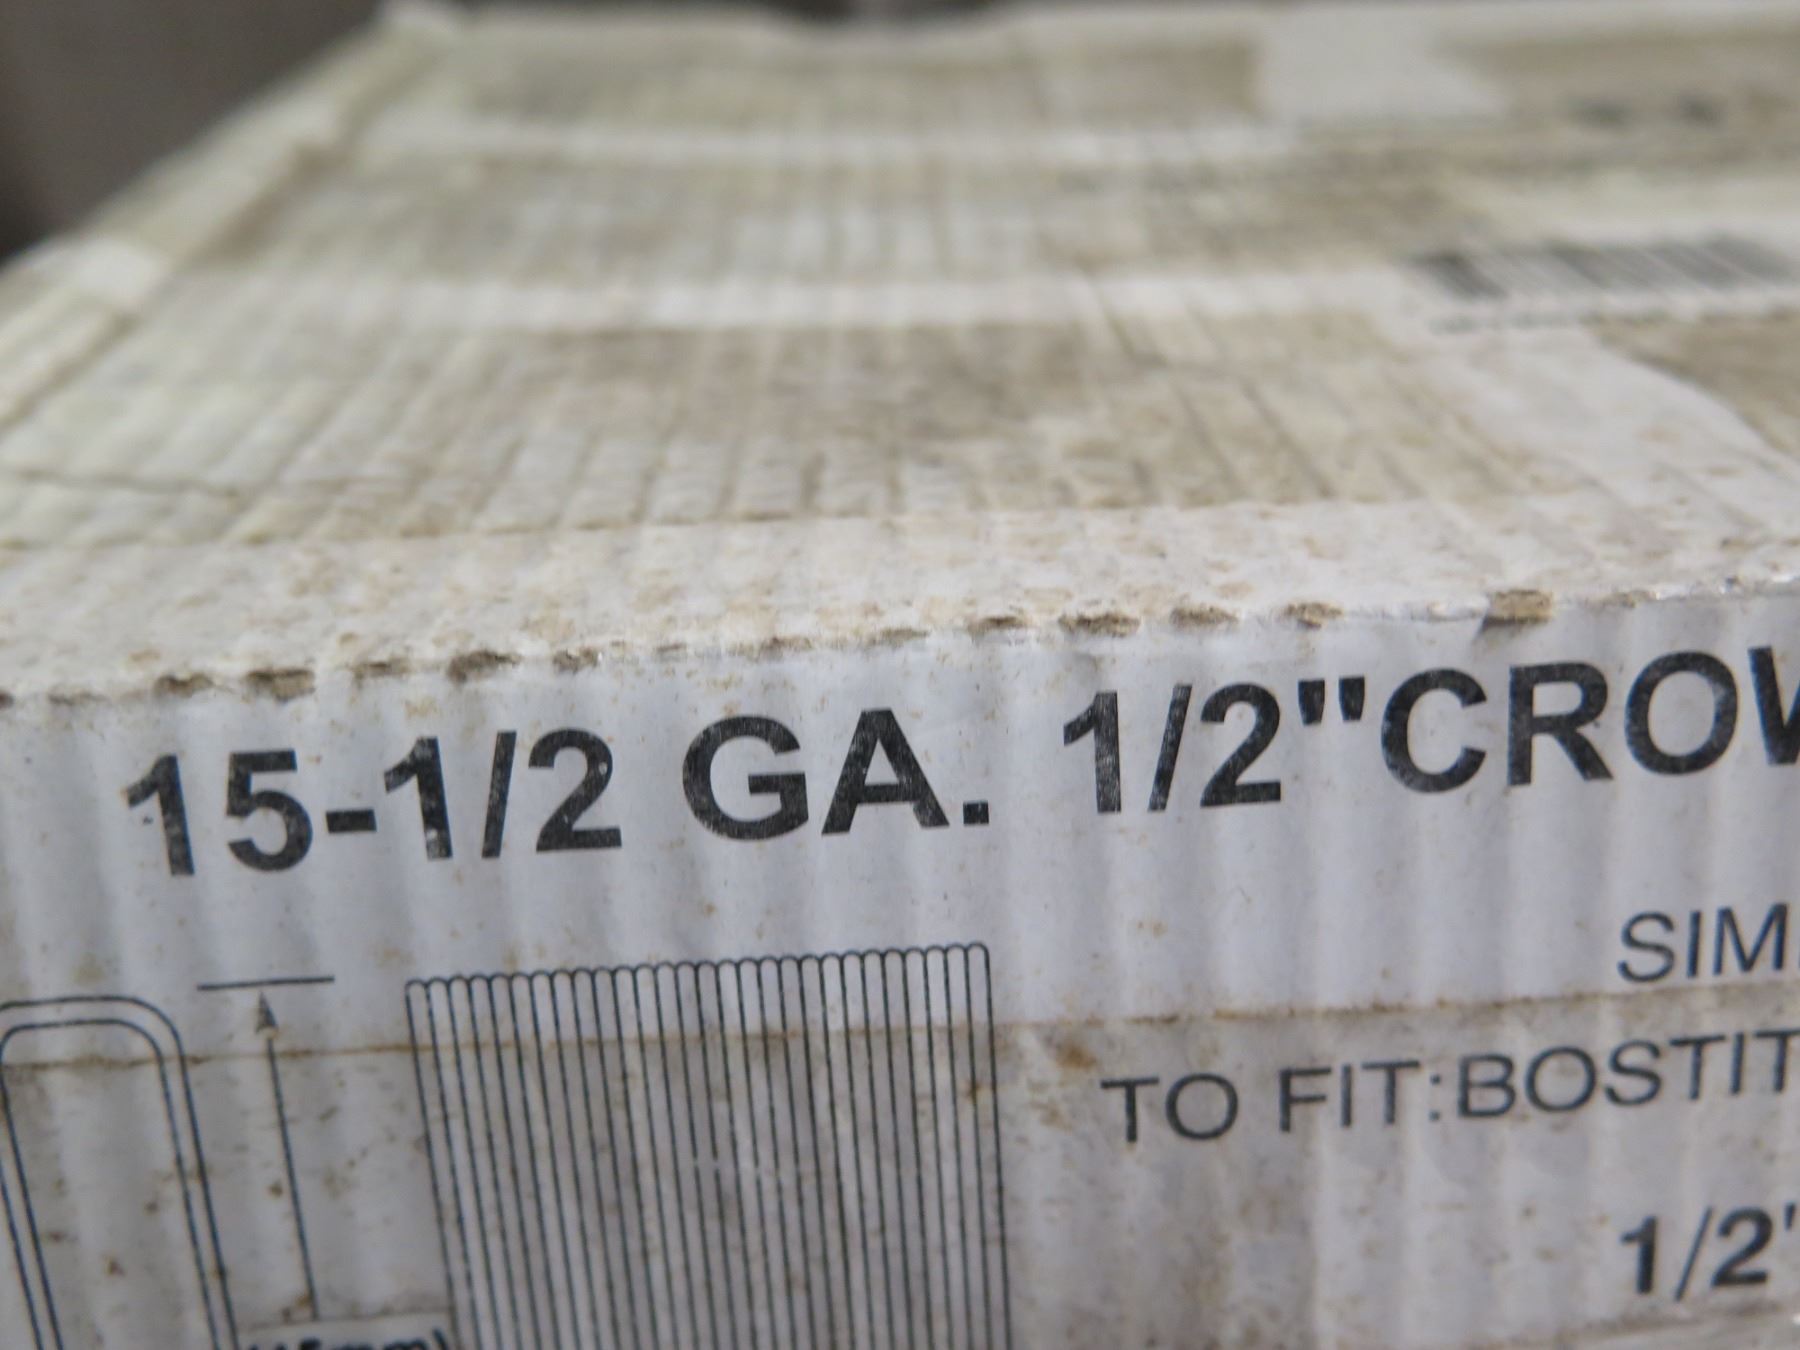 15-1/2 GA. 1/2"CROW
SIM
TO FIT:BOSTIT
1/2"